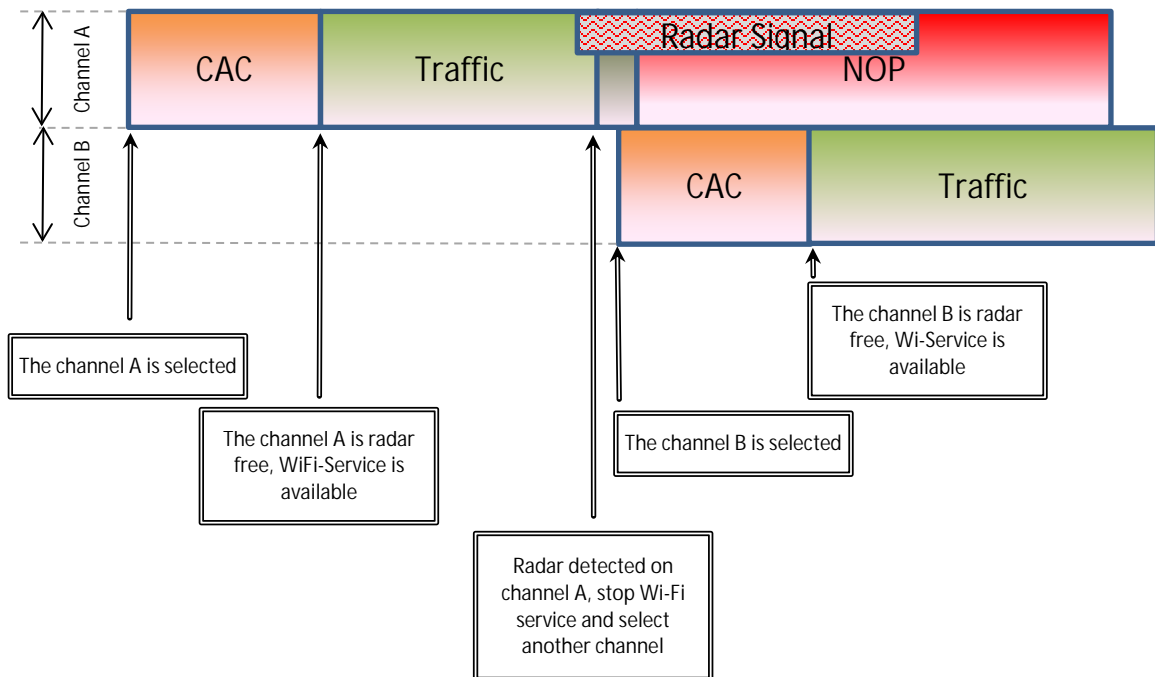 Channel A
CAC
Traffic
Radar Signal
NOP
Channel B
CAC
Traffic
The channel A is selected
The channel A is radar
free, WiFi-Service is
available
Radar detected on
channel A, stop Wi-Fi
service and select
another channel
The channel B is selected
The channel B is radar
free, Wi-Service is
available